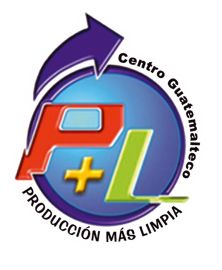 Centro Guatemalteco
P+L
PRODUCCIÓN MÁS LIMPIA